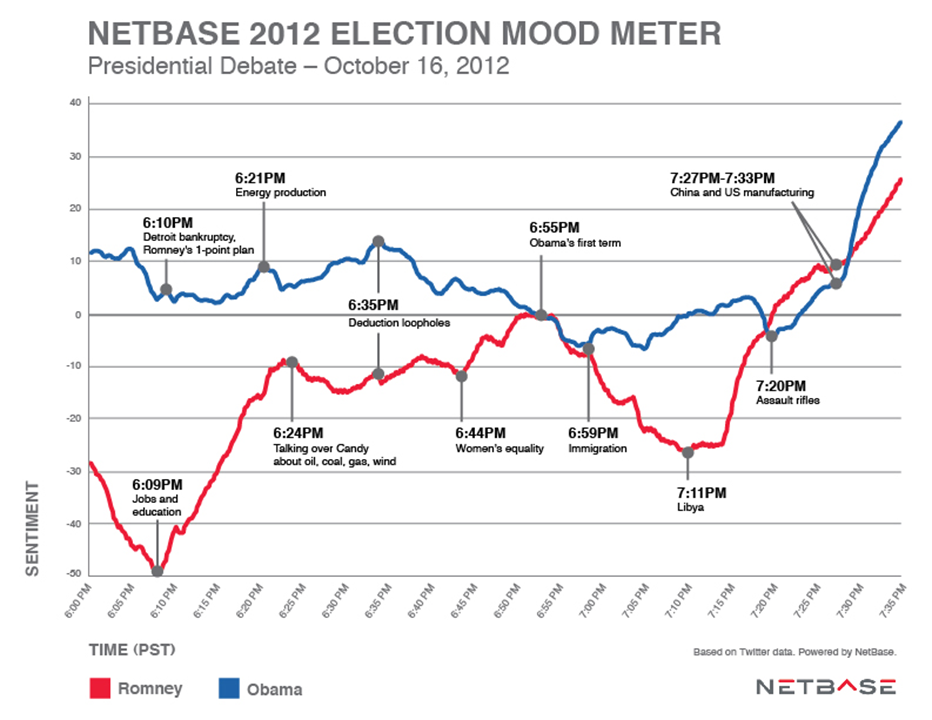 NETBASE 2012 ELECTION MOOD METER
Presidential Debate – October 16, 2012
40
30
20
10
0
-10
-20
-30
-40
-50
SENTIMENT
6:10PM
Detroit bankruptcy,
Romney's 1-point plan
6:21PM
Energy production
6:35PM
Deduction loopholes
6:55PM
Obama's first term
7:27PM-7:33PM
China and US manufacturing
6:09PM
Jobs and
education
6:24PM
Talking over Candy
about oil, coal, gas, wind
6:44PM
Women's equality
6:59PM
Immigration
7:11PM
Libya
7:20PM
Assault rifles
6:00 PM
6:05 PM
6:10 PM
6:15 PM
6:20 PM
6:25 PM
6:30 PM
6:35 PM
6:40 PM
6:45 PM
6:50 PM
6:55 PM
7:00 PM
7:05 PM
7:10 PM
7:15 PM
7:20 PM
7:25 PM
7:30 PM
7:35 PM
TIME (PST)
Based on Twitter data. Powered by NetBase.
Romney
Obama
NETBASE